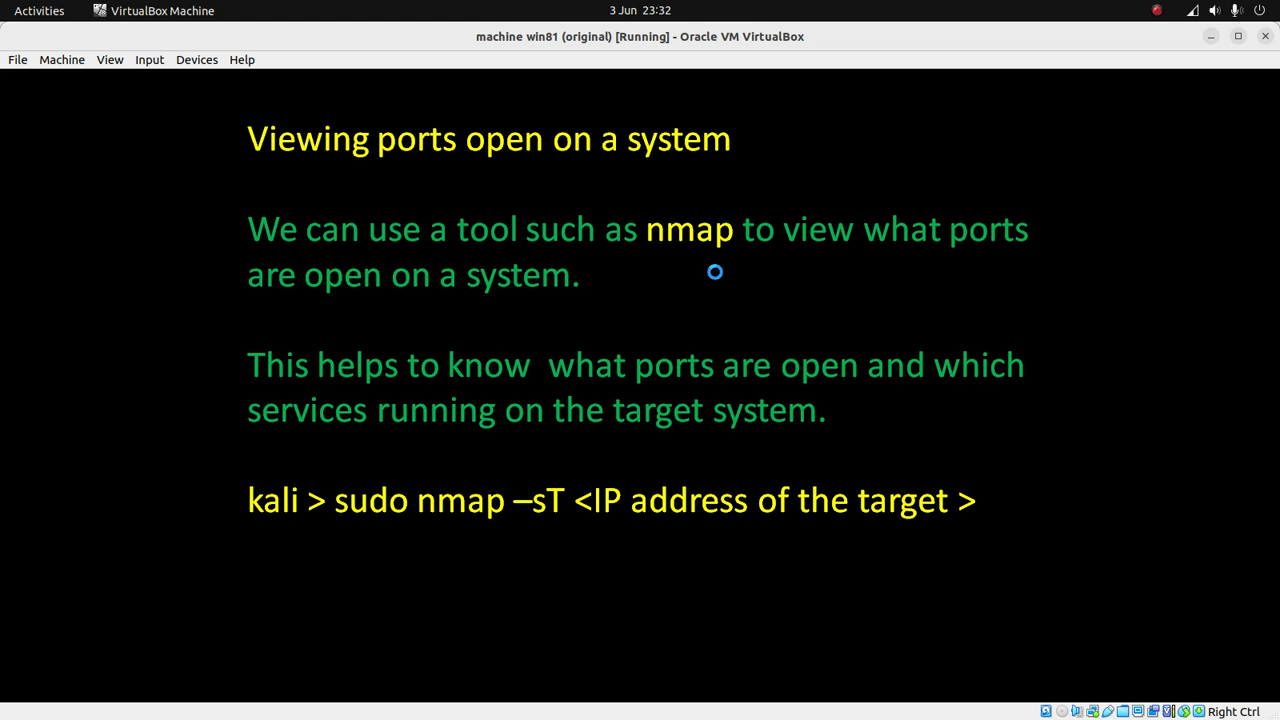 Activities VirtualBox Machine 3 Jun 23:32
machine win81 (original) [Running] - Oracle VM VirtualBox
File Machine View Input Devices Help
Viewing ports open on a system
We can use a tool such as nmap to view what ports
are open on a system.
This helps to know  what ports are open and which
services running on the target system.
kali > sudo nmap –sT <IP address of the target >
Right Ctrl